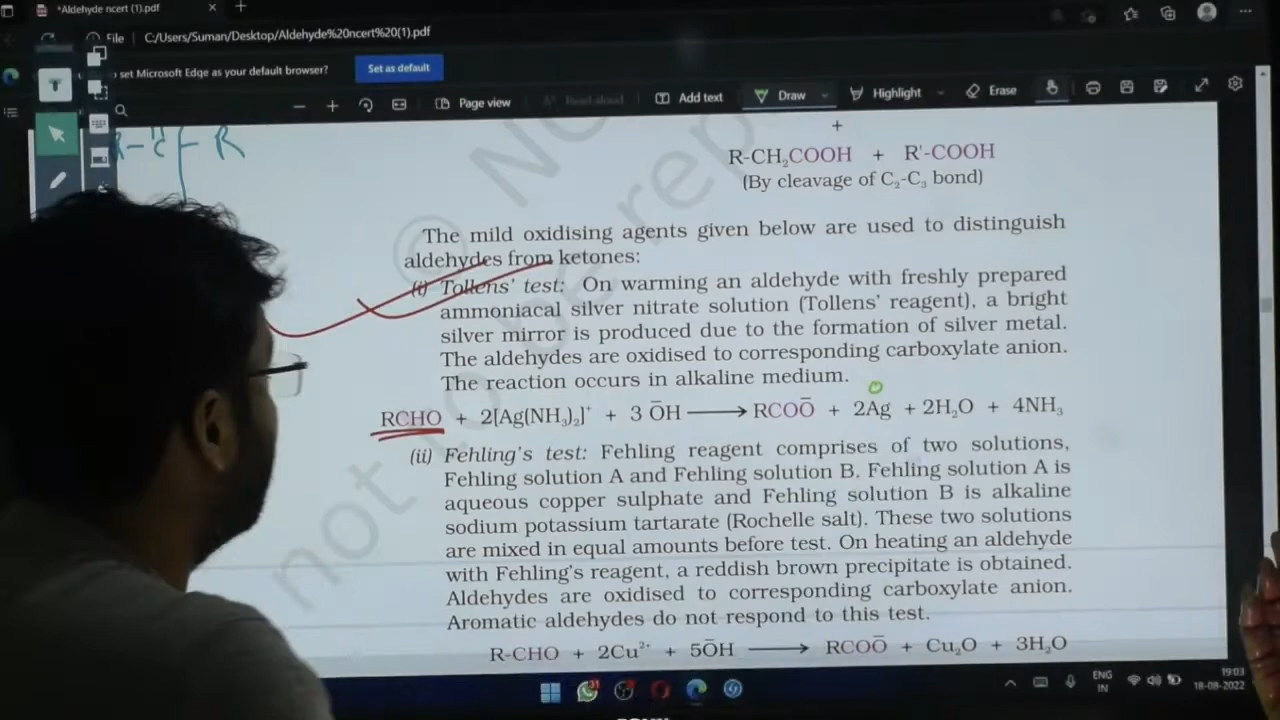 *Aldehyde ncert (1).pdf
File C:/Users/Suman/Desktop/Aldehyde%20ncert%20(1).pdf
set Microsoft Edge as your default browser? Set as default
Page view Read aloud Add text Draw Highlight Erase
R
+
R-CH₂COOH + R'-COOH
(By cleavage of C₂-C₃ bond)
The mild oxidising agents given below are used to distinguish
aldehydes from ketones:
(i) Tollens' test: On warming an aldehyde with freshly prepared
ammoniacal silver nitrate solution (Tollens' reagent), a bright
silver mirror is produced due to the formation of silver metal.
The aldehydes are oxidised to corresponding carboxylate anion.
The reaction occurs in alkaline medium.
RCHO + 2[Ag(NH₃)₂]⁺ + 3 ŌH ⟶ RCOŌ + 2Ag + 2H₂O + 4NH₃
(ii) Fehling's test: Fehling reagent comprises of two solutions,
Fehling solution A and Fehling solution B. Fehling solution A is
aqueous copper sulphate and Fehling solution B is alkaline
sodium potassium tartarate (Rochelle salt). These two solutions
are mixed in equal amounts before test. On heating an aldehyde
with Fehling's reagent, a reddish brown precipitate is obtained.
Aldehydes are oxidised to corresponding carboxylate anion.
Aromatic aldehydes do not respond to this test.
R-CHO + 2Cu²⁺ + 5ŌH ⟶ RCOŌ + Cu₂O + 3H₂O
not to be repu
© NC
31
ENG
IN
19:03
18-08-2022